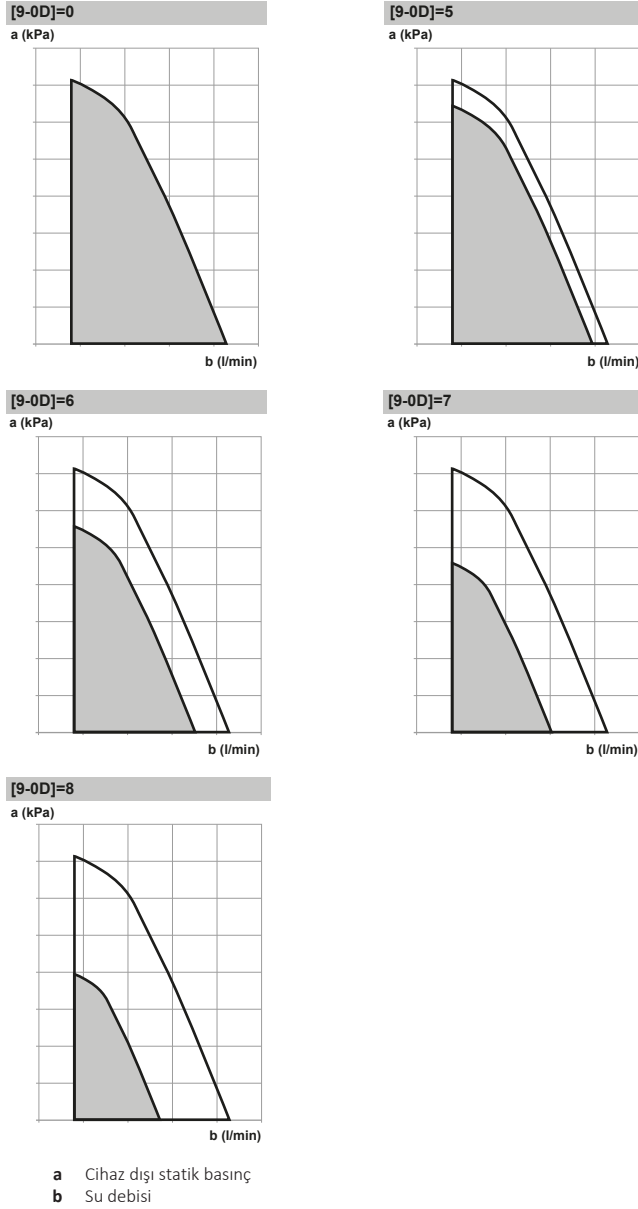 [9-0D]=0
a (kPa)
b (l/min)
[9-0D]=5
a (kPa)
b (l/min)
[9-0D]=6
a (kPa)
b (l/min)
[9-0D]=7
a (kPa)
b (l/min)
[9-0D]=8
a (kPa)
b (l/min)
a Cihaz dışı statik basınç
b Su debisi